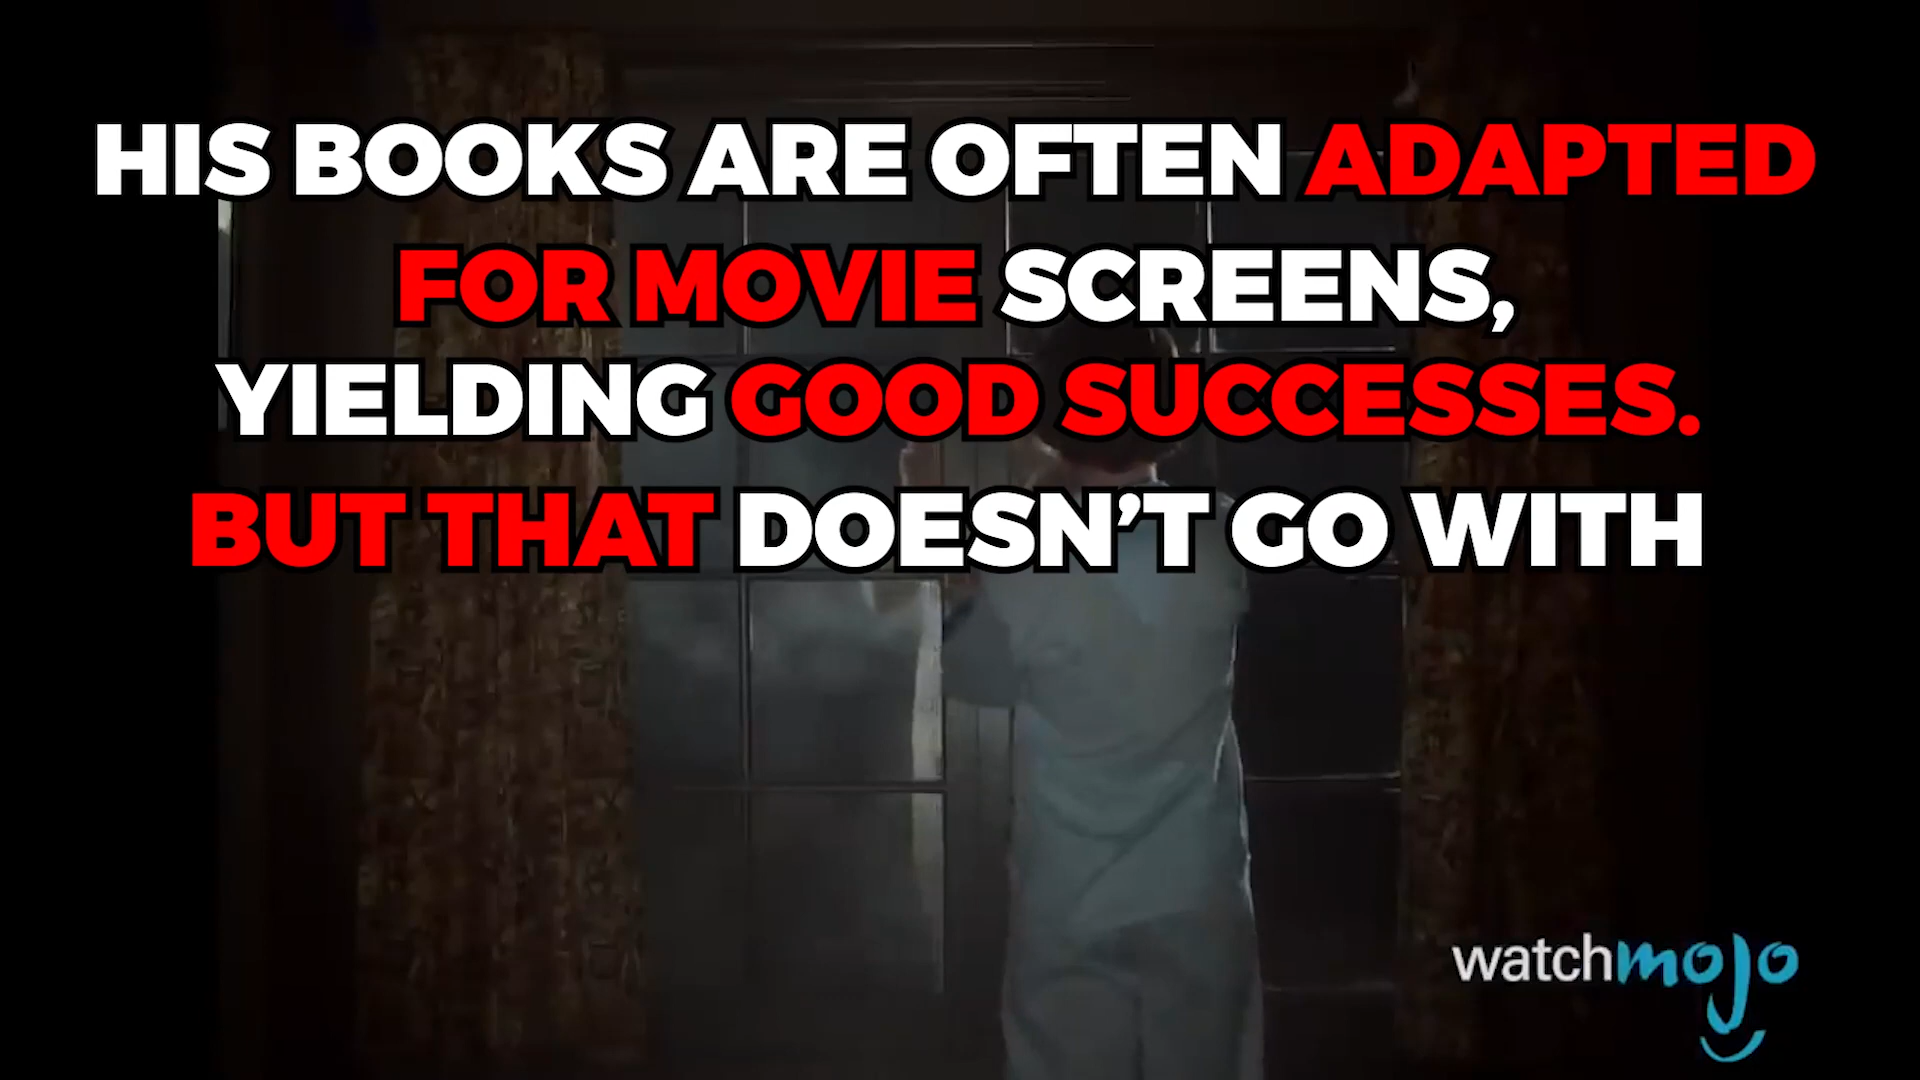 HIS BOOKS ARE OFTEN ADAPTED
FOR MOVIE SCREENS,
YIELDING GOOD SUCCESSES.
BUT THAT DOESN'T GO WITH
watchmojo